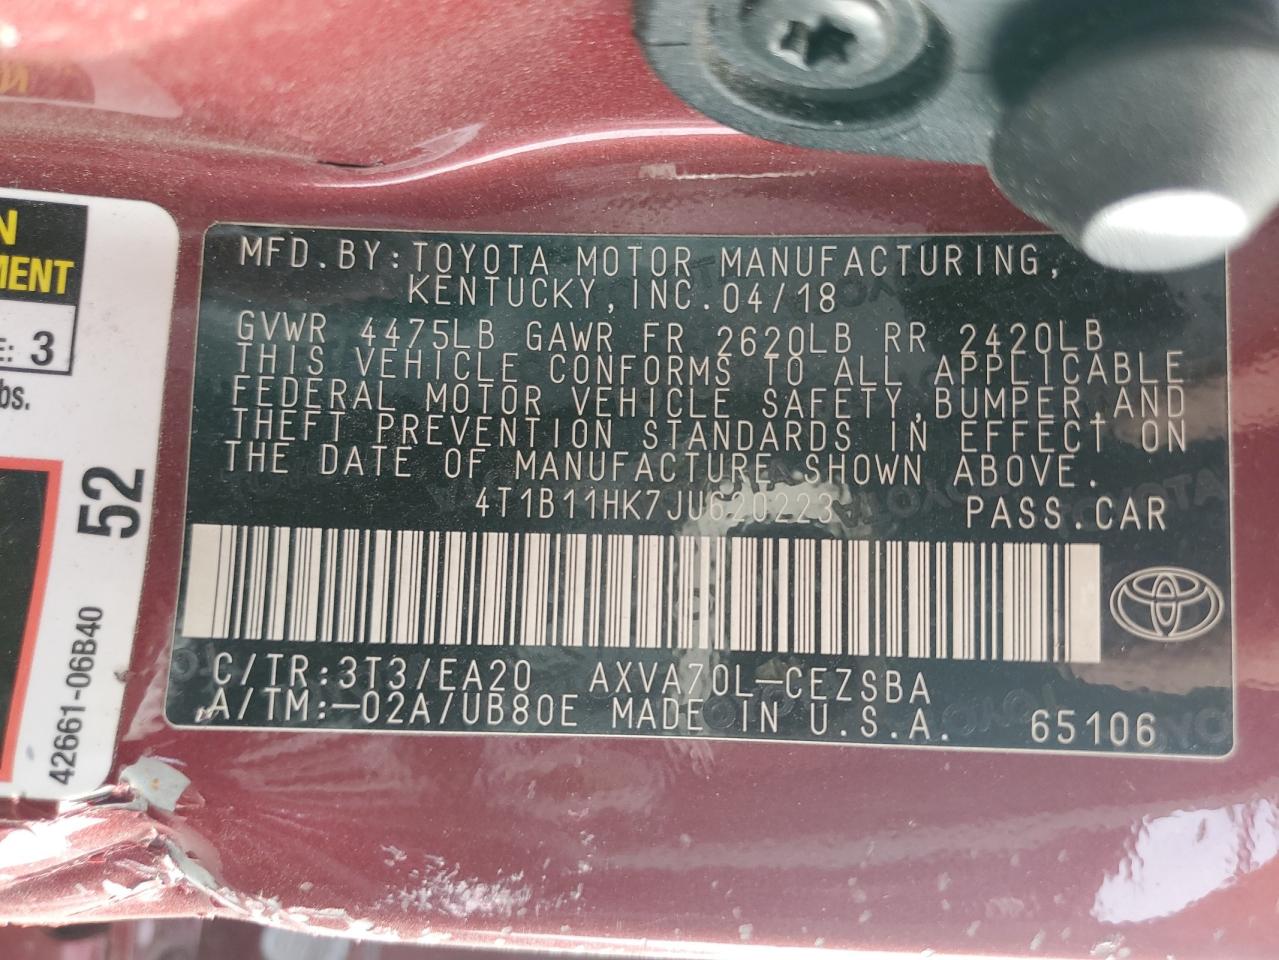 N
MENT
E: 3
bs.
52
42661-06B40
MFD.BY:TOYOTA MOTOR MANUFACTURING,
KENTUCKY,INC.04/18
GVWR 4475LB GAWR FR 2620LB RR 2420LB
THIS VEHICLE CONFORMS TO ALL APPLICABLE
FEDERAL MOTOR VEHICLE SAFETY,BUMPER,AND
THEFT PREVENTION STANDARDS IN EFFECT ON
THE DATE OF MANUFACTURE SHOWN ABOVE.
4T1B11HK7JU620223 PASS.CAR
C/TR:3T3/EA20 AXVA70L-CEZSBA
A/TM:-02A/UB80E MADE IN U.S.A. 65106